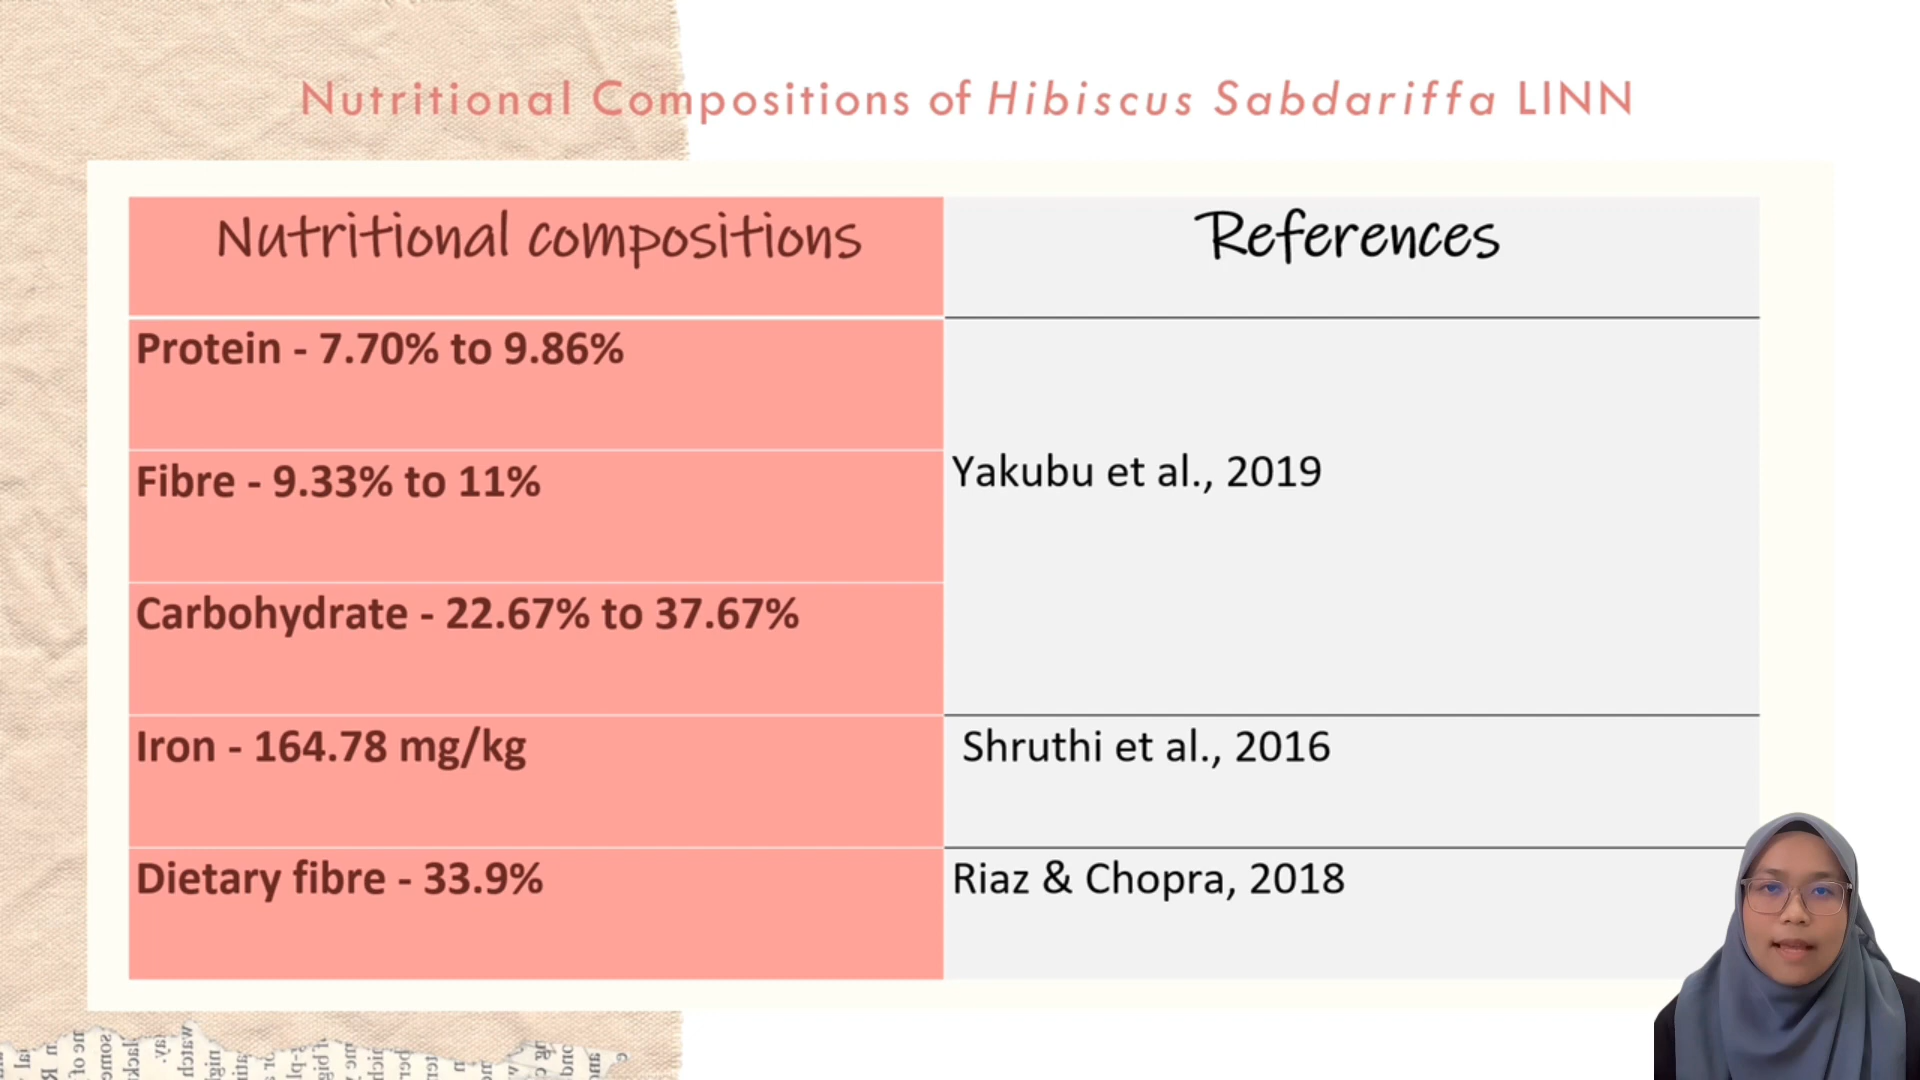 Nutritional Compositions of Hibiscus Sabdariffa LINN
Nutritional compositions
References
Protein - 7.70% to 9.86%
Fibre - 9.33% to 11%
Carbohydrate - 22.67% to 37.67%
Yakubu et al., 2019
Iron - 164.78 mg/kg
Shruthi et al., 2016
Dietary fibre - 33.9%
Riaz & Chopra, 2018